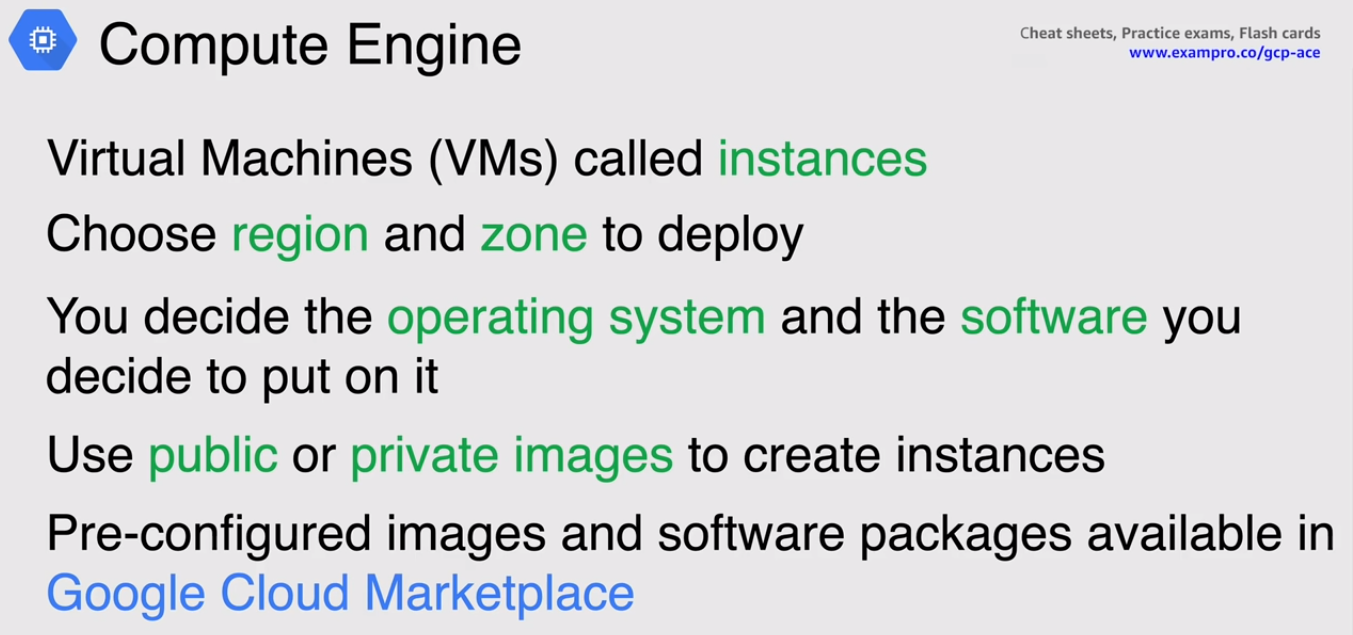 Compute Engine
Cheat sheets, Practice exams, Flash cards
www.exampro.co/gcp-ace
Virtual Machines (VMs) called instances
Choose region and zone to deploy
You decide the operating system and the software you
decide to put on it
Use public or private images to create instances
Pre-configured images and software packages available in
Google Cloud Marketplace